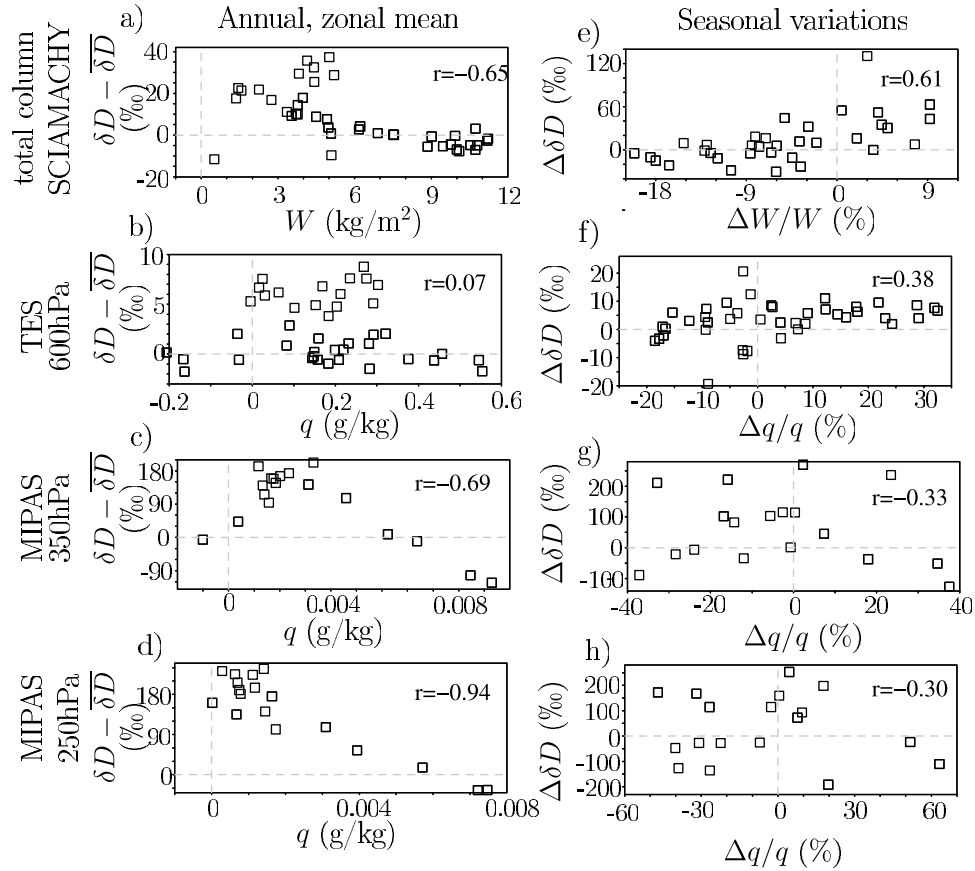 Annual, zonal mean
Seasonal variations
total column
SCIAMACHY
a)
δD − δD̅
(‰)
40
20
0
-20
r=−0.65
0
3
6
9
12
W (kg/m²)
e)
ΔδD (‰)
120
60
0
r=0.61
-18
-9
0
9
ΔW/W (%)
TES
600hPa
b)
δD − δD̅
(‰)
10
5
0
r=0.07
-0.2
0
0.2
0.4
0.6
q (g/kg)
f)
ΔδD (‰)
20
10
0
-10
-20
r=0.38
-20
-10
0
10
20
30
Δq/q (%)
MIPAS
350hPa
c)
δD − δD̅
(‰)
180
90
0
-90
r=−0.69
0
0.004
0.008
q (g/kg)
g)
ΔδD (‰)
200
100
0
-100
r=−0.33
-40
-20
0
20
40
Δq/q (%)
MIPAS
250hPa
d)
δD − δD̅
(‰)
180
90
0
r=−0.94
0
0.004
0.008
q (g/kg)
h)
ΔδD (‰)
200
100
0
-100
-200
r=−0.30
-60
-30
0
30
60
Δq/q (%)